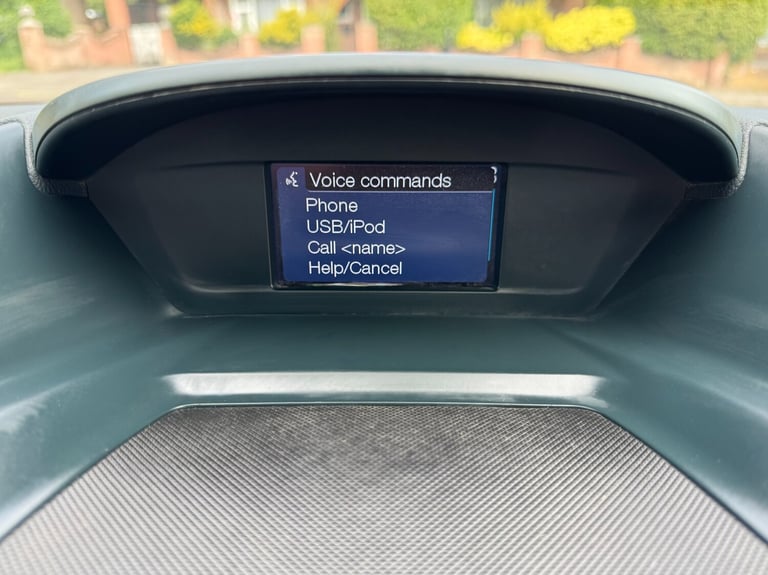 Voice commands
Phone
USB/iPod
Call <name>
Help/Cancel